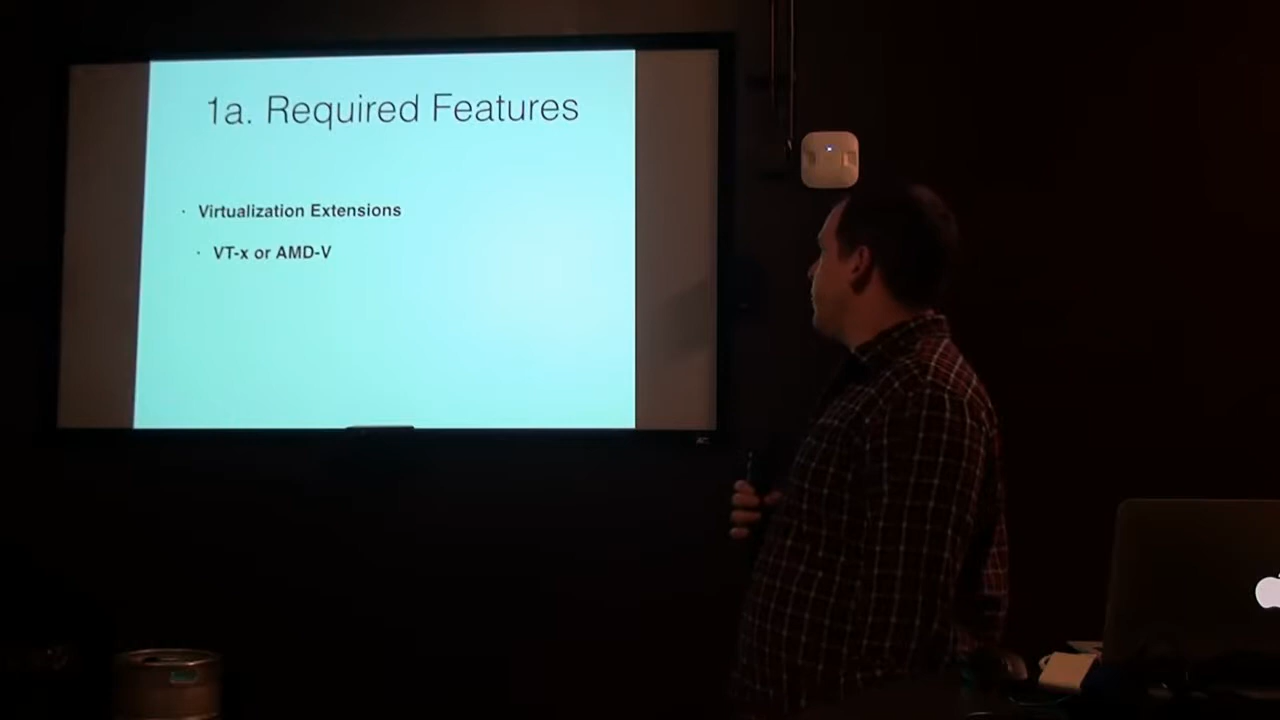 1a. Required Features
· Virtualization Extensions
· VT-x or AMD-V